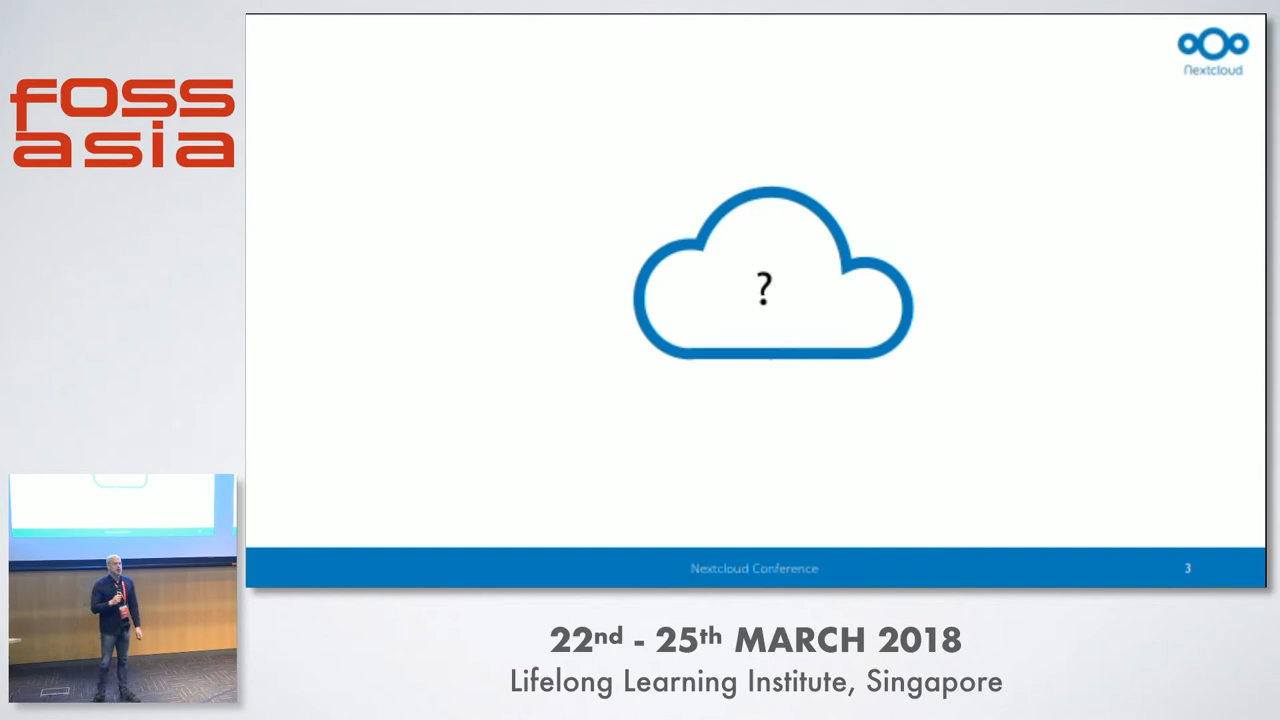 foss
asia
Nextcloud
?
Nextcloud Conference
3
22nd - 25th MARCH 2018
Lifelong Learning Institute, Singapore